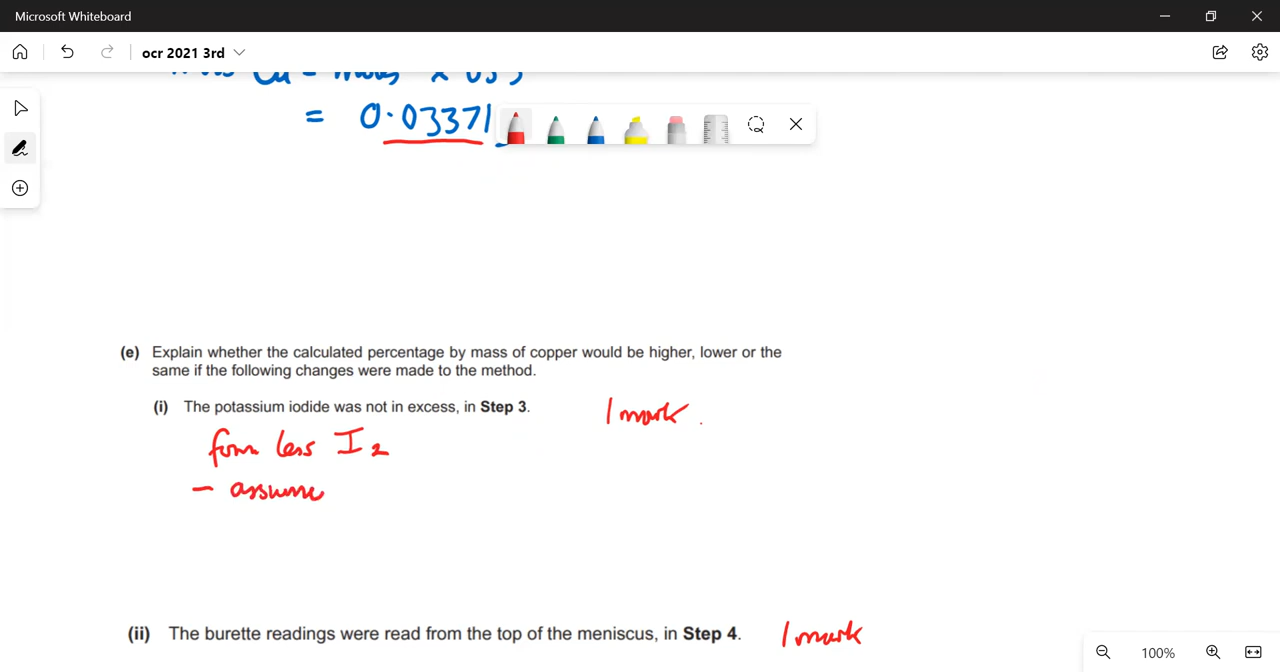 Microsoft Whiteboard
ocr 2021 3rd
Cu = moles ×
= 0.03371
(e) Explain whether the calculated percentage by mass of copper would be higher, lower or the
same if the following changes were made to the method.
(i) The potassium iodide was not in excess, in Step 3.
1 mark.
form less I2
- assume
(ii) The burette readings were read from the top of the meniscus, in Step 4.
1 mark
100%